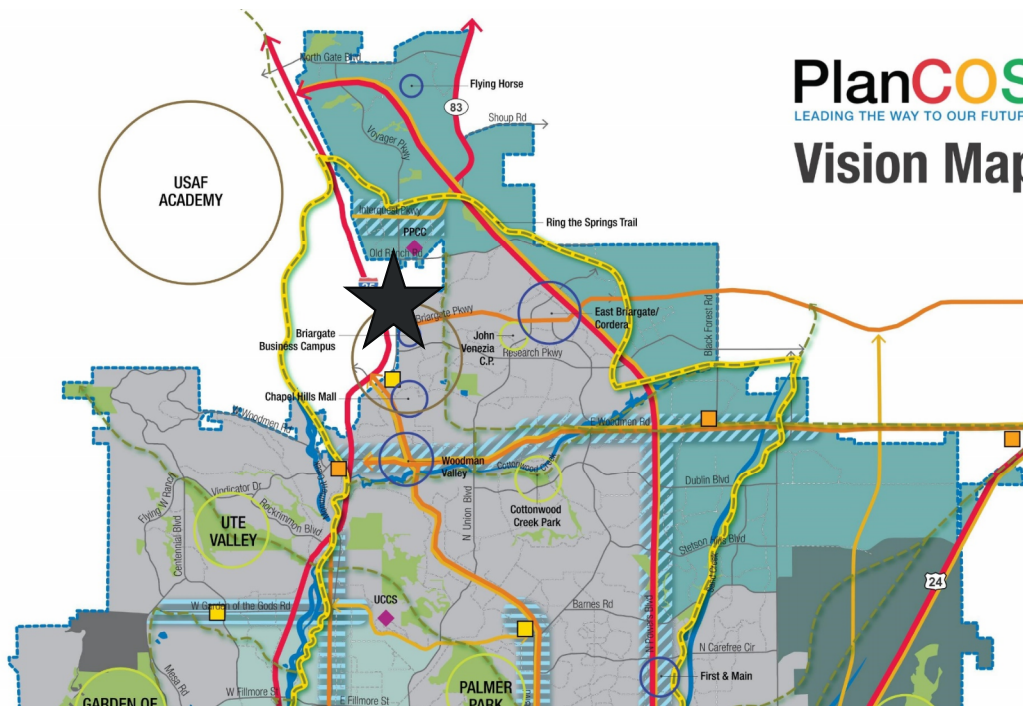 PlanCOS
LEADING THE WAY TO OUR FUTUR
Vision Map
North Gate Blvd
Flying Horse
83
Shoup Rd
Voyager Pkwy
USAF
ACADEMY
Interquest Pkwy
Ring the Springs Trail
PPCC
Old Ranch Rd
Briargate Pkwy
East Briargate/
Cordera
Black Forest Rd
Briargate
Business Campus
John
Venezia
C.P.
Research Pkwy
Chapel Hills Mall
W Woodmen Rd
E Woodmen Rd
Woodman
Valley
Cottonwood Creek
Vindicator Dr
Flying W Ranch
Rockrimmon Blvd
Centennial Blvd
UTE
VALLEY
N Union Blvd
Cottonwood
Creek Park
Dublin Blvd
Stetson Hills Blvd
24
UCCS
W Garden of the Gods Rd
Barnes Rd
N Powers Blvd
N Carefree Cir
Mesa Rd
First & Main
W Fillmore St
E Fillmore St
PALMER
PARK
GARDEN OF